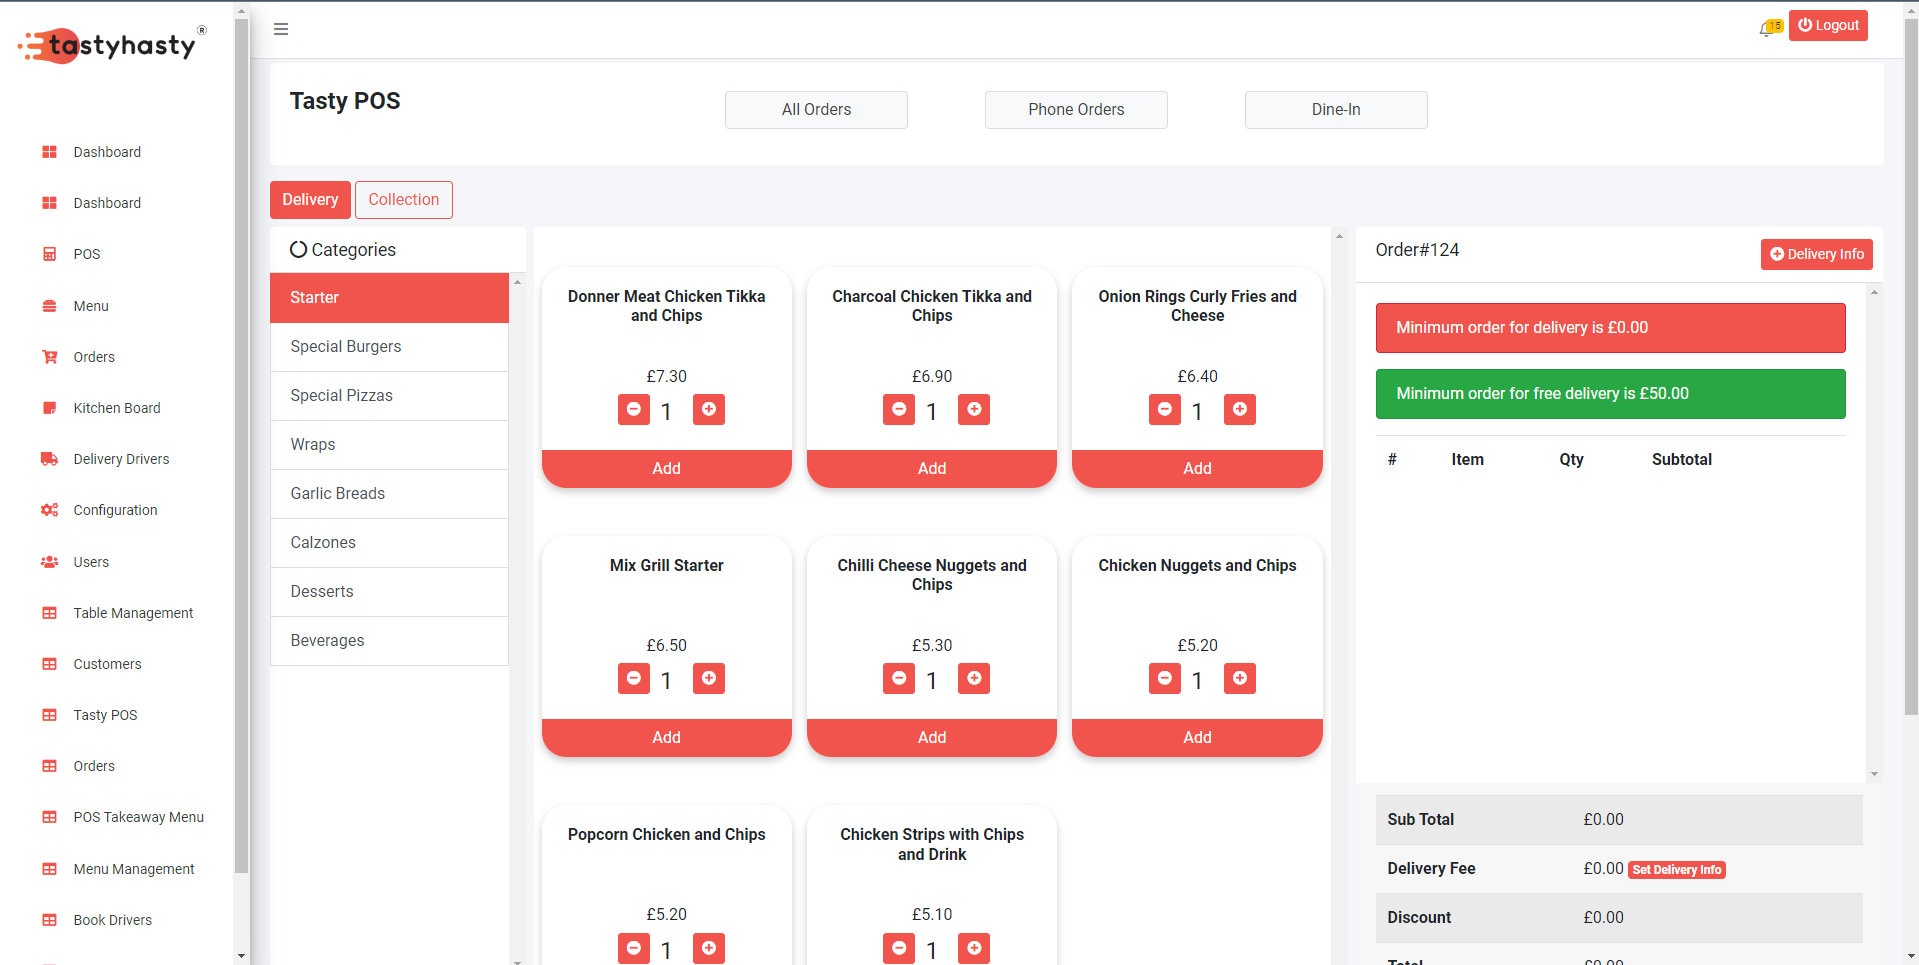 tastyhasty®
15
Logout
Dashboard
Dashboard
POS
Menu
Orders
Kitchen Board
Delivery Drivers
Configuration
Users
Table Management
Customers
Tasty POS
Orders
POS Takeaway Menu
Menu Management
Book Drivers
Tasty POS
All Orders
Phone Orders
Dine-In
Delivery
Collection
Categories
Starter
Special Burgers
Special Pizzas
Wraps
Garlic Breads
Calzones
Desserts
Beverages
Donner Meat Chicken Tikka
and Chips
£7.30
1
Add
Charcoal Chicken Tikka and
Chips
£6.90
1
Add
Onion Rings Curly Fries and
Cheese
£6.40
1
Add
Mix Grill Starter
£6.50
1
Add
Chilli Cheese Nuggets and
Chips
£5.30
1
Add
Chicken Nuggets and Chips
£5.20
1
Add
Popcorn Chicken and Chips
£5.20
1
Chicken Strips with Chips
and Drink
£5.10
1
Order#124
Delivery Info
Minimum order for delivery is £0.00
Minimum order for free delivery is £50.00
# Item Qty Subtotal
Sub Total £0.00
Delivery Fee £0.00 Set Delivery Info
Discount £0.00
Total £0.00